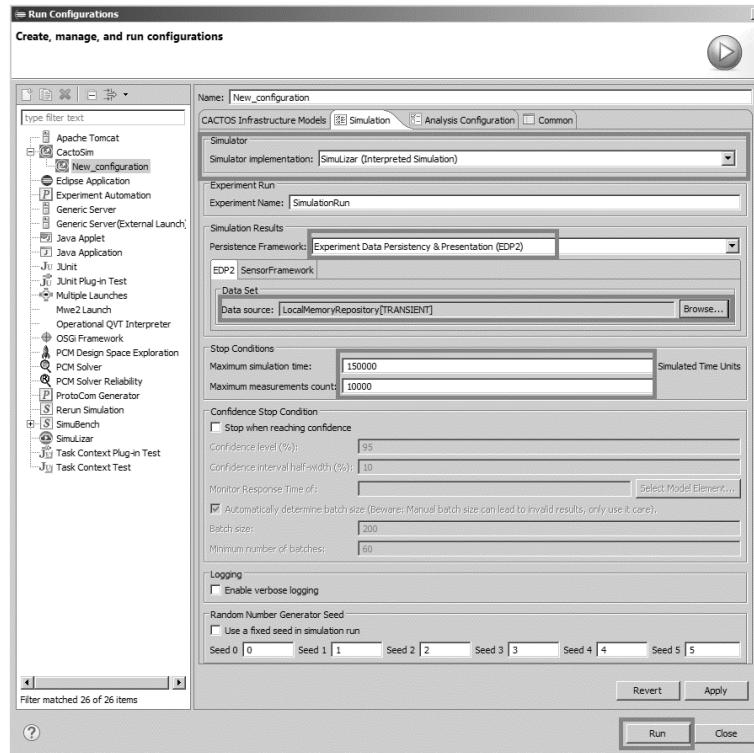 Run Configurations
Create, manage, and run configurations
type filter text
Apache Tomcat
CactoSim
New_configuration
Eclipse Application
Experiment Automation
Generic Server
Generic Server(External Launch)
Java Applet
Java Application
JUnit
JUnit Plug-in Test
Multiple Launches
Mwe2 Launch
Operational QVT Interpreter
OSGi Framework
PCM Design Space Exploration
PCM Solver
PCM Solver Reliability
ProtoCom Generator
Rerun Simulation
SimuBench
SimuLizar
Task Context Plug-in Test
Task Context Test
Filter matched 26 of 26 items
Name: New_configuration
CACTOS Infrastructure Models Simulation Analysis Configuration Common
Simulator
Simulator implementation: SimuLizar (Interpreted Simulation)
Experiment Run
Experiment Name: SimulationRun
Simulation Results
Persistence Framework: Experiment Data Persistency & Presentation (EDP2)
EDP2 SensorFramework
Data Set
Data source: LocalMemoryRepository[TRANSIENT] Browse...
Stop Conditions
Maximum simulation time: 150000 Simulated Time Units
Maximum measurements count: 10000
Confidence Stop Condition
Stop when reaching confidence
Confidence level (%): 95
Confidence interval half-width (%): 10
Monitor Response Time of: Select Model Element...
Automatically determine batch size (Beware: Manual batch size can lead to invalid results, only use it care).
Batch size: 200
Minimum number of batches: 60
Logging
Enable verbose logging
Random Number Generator Seed
Use a fixed seed in simulation run
Seed 0 0 Seed 1 1 Seed 2 2 Seed 3 3 Seed 4 4 Seed 5 5
Revert Apply
? Run Close